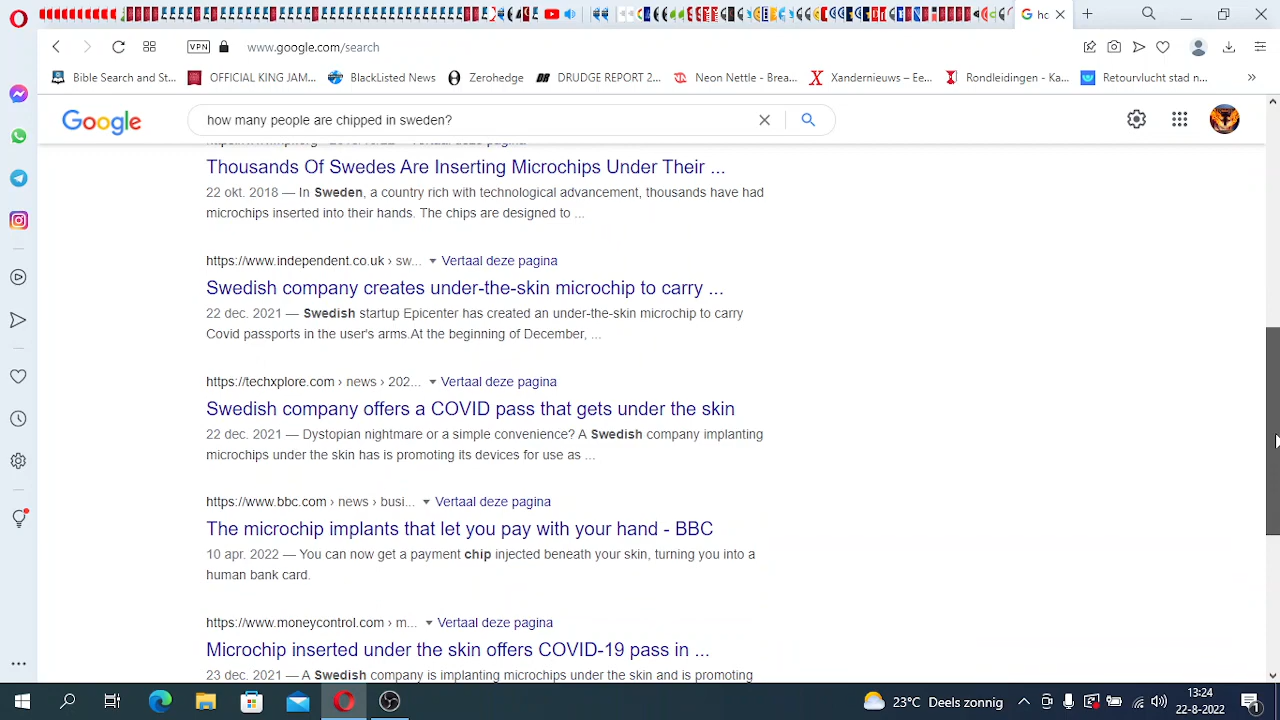 hc
VPN
www.google.com/search
Bible Search and St...
OFFICIAL KING JAM...
BlackListed News
Zerohedge
DRUDGE REPORT 2...
Neon Nettle - Brea...
Xandernieuws – Ee...
Rondleidingen - Ka...
Retourvlucht stad n...
Google
how many people are chipped in sweden?
Thousands Of Swedes Are Inserting Microchips Under Their ...
22 okt. 2018 — In Sweden, a country rich with technological advancement, thousands have had
microchips inserted into their hands. The chips are designed to ...
https://www.independent.co.uk › sw... Vertaal deze pagina
Swedish company creates under-the-skin microchip to carry ...
22 dec. 2021 — Swedish startup Epicenter has created an under-the-skin microchip to carry
Covid passports in the user's arms.At the beginning of December, ...
https://techxplore.com › news › 202... Vertaal deze pagina
Swedish company offers a COVID pass that gets under the skin
22 dec. 2021 — Dystopian nightmare or a simple convenience? A Swedish company implanting
microchips under the skin has is promoting its devices for use as ...
https://www.bbc.com › news › busi... Vertaal deze pagina
The microchip implants that let you pay with your hand - BBC
10 apr. 2022 — You can now get a payment chip injected beneath your skin, turning you into a
human bank card.
https://www.moneycontrol.com › m... Vertaal deze pagina
Microchip inserted under the skin offers COVID-19 pass in ...
23 dec. 2021 — A Swedish company is implanting microchips under the skin and is promoting
23°C Deels zonnig
13:24
22-8-2022